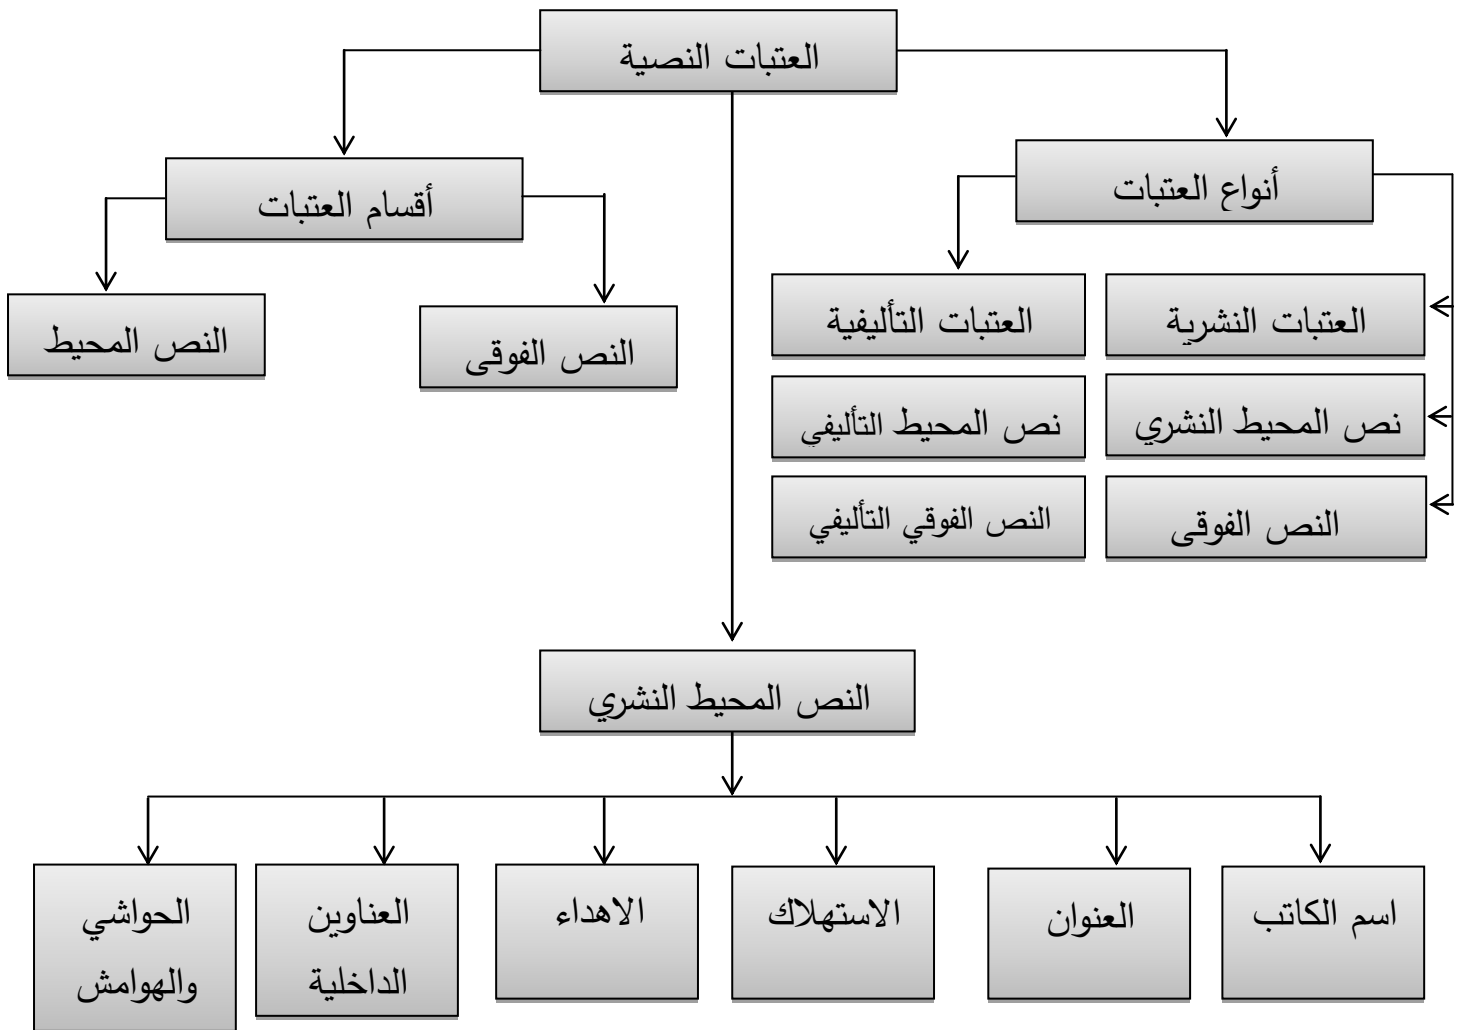 العتبات النصية
أنواع العتبات
أقسام العتبات
العتبات النشرية
العتبات التأليفية
النص الفوقى
النص المحيط
نص المحيط النشري
نص المحيط التأليفي
النص الفوقى
النص الفوقي التأليفي
النص المحيط النشري
اسم الكاتب
العنوان
الاستهلاك
الاهداء
العناوين
الداخلية
الحواشي
والهوامش